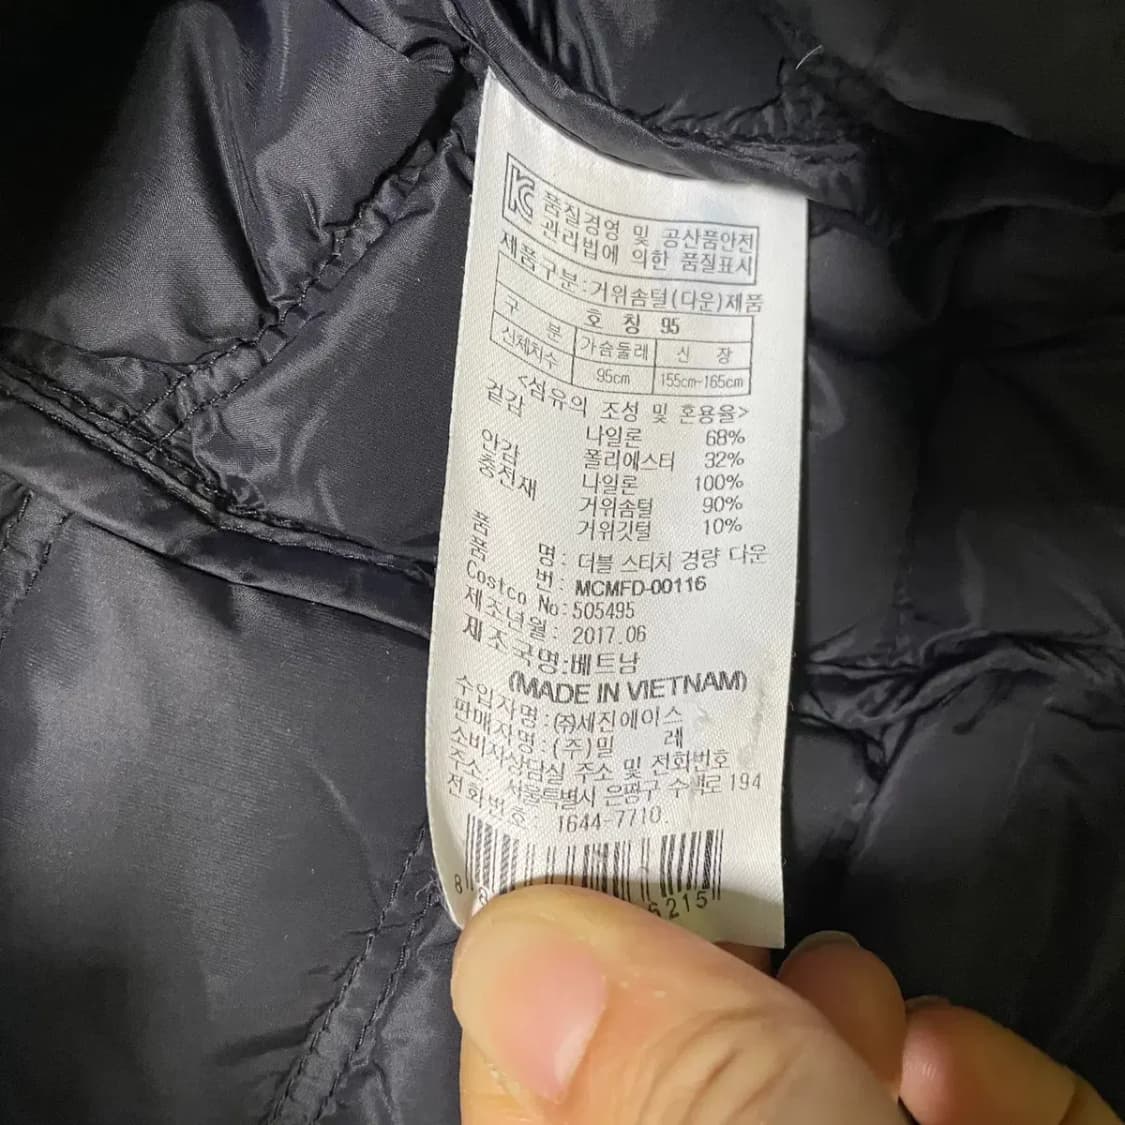 KC 품질경영 및 공산품안전
관리법에 의한 품질표시
제품구분:거위솜털(다운)제품
구 분 호 칭 95
신체치수 가슴둘레 신 장
95cm 155cm~165cm
<섬유의 조성 및 혼용율>
겉감 나일론 68%
폴리에스터 32%
안감 나일론 100%
충전재 거위솜털 90%
거위깃털 10%
품 명: 더블 스티치 경량 다운
품 번: MCMFD-00116
Costco No:505495
제조년월: 2017.06
제조국명:베트남
(MADE IN VIETNAM)
수입자명:(주)세진에이스
판매자명:(주)밀 레
소비자상담실 주소 및 전화번호
주소: 서울특별시 은평구 수색로 194
전화번호: 1644-7710.
8 6215